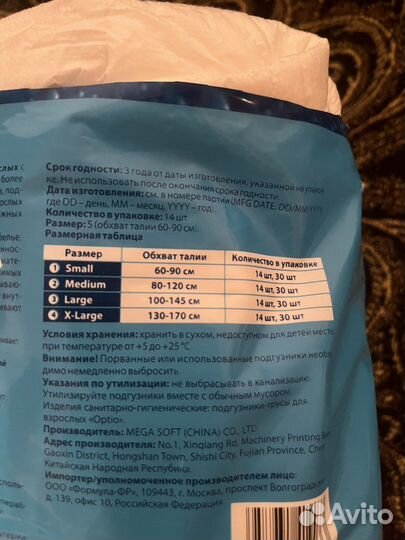 Срок годности: 3 года от даты изготовления, указанной на упаков
ке. Не использовать после окончания срока годности
Дата изготовления: см. в номере партии (MFG DATE: DD/MM/YYYY,
где DD – день, MM – месяц, YYYY – год).
Количество в упаковке: 14 шт
Размер: S (обхват талии 60-90 см).
Размерная таблица
Размер Обхват талии Количество в упаковке
1 Small 60-90 см 14 шт, 30 шт
2 Medium 80-120 см 14 шт, 30 шт
3 Large 100-145 см 14 шт, 30 шт
4 X-Large 130-170 см 14 шт, 30 шт
Условия хранения: хранить в сухом, недоступном для детей месте
при температуре от +5 до +25°C
Внимание! Порванные или использованные подгузники необхо
димо немедленно выбросить.
Указания по утилизации: не выбрасывать в канализацию.
Утилизируйте подгузники вместе с обычным мусором.
Изделия санитарно-гигиенические: подгузники-трусы для
взрослых «Optio».
Производитель: MEGA SOFT (CHINA) CO., LTD
Адрес производителя: No.1, Xinqiang Rd, Machinery Printing
Gaoxin District, Hongshan Town, Shishi City, Fujian Province,
Китайская Народная Республика.
Импортер/уполномоченное производителем лицо:
ООО «Формула-ФР», 109443, г. Москва, проспект Волгоградский
д. 139, офис 10, Российская Федерация.
Avito